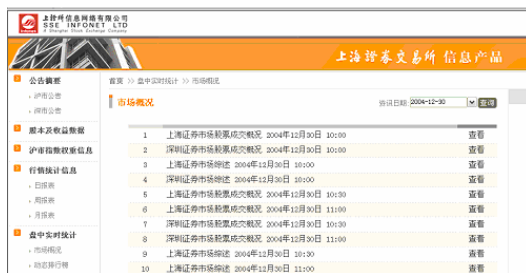 上证所信息网络有限公司
SSE INFONET LTD
A Shanghai Stock Exchange Company
上海證券交易所 信息产品
公告摘要
沪市公告
深市公告
股本及收益数据
沪市指数权重信息
行情统计信息
日报表
周报表
月报表
盘中实时统计
市场概况
动态排行榜
首页 >> 盘中实时统计 >> 市场概况
市场概况
资讯日期 2004-12-30 查询
1 上海证券市场股票成交概况 2004年12月30日 10:00 查看
2 深圳证券市场股票成交概况 2004年12月30日 10:00 查看
3 上海证券市场综述 2004年12月30日 10:00 查看
4 深圳证券市场综述 2004年12月30日 10:00 查看
5 上海证券市场股票成交概况 2004年12月30日 10:30 查看
6 上海证券市场股票成交概况 2004年12月30日 11:00 查看
7 深圳证券市场股票成交概况 2004年12月30日 10:30 查看
8 深圳证券市场股票成交概况 2004年12月30日 11:00 查看
9 上海证券市场综述 2004年12月30日 10:30 查看
10 上海证券市场综述 2004年12月30日 11:00 查看